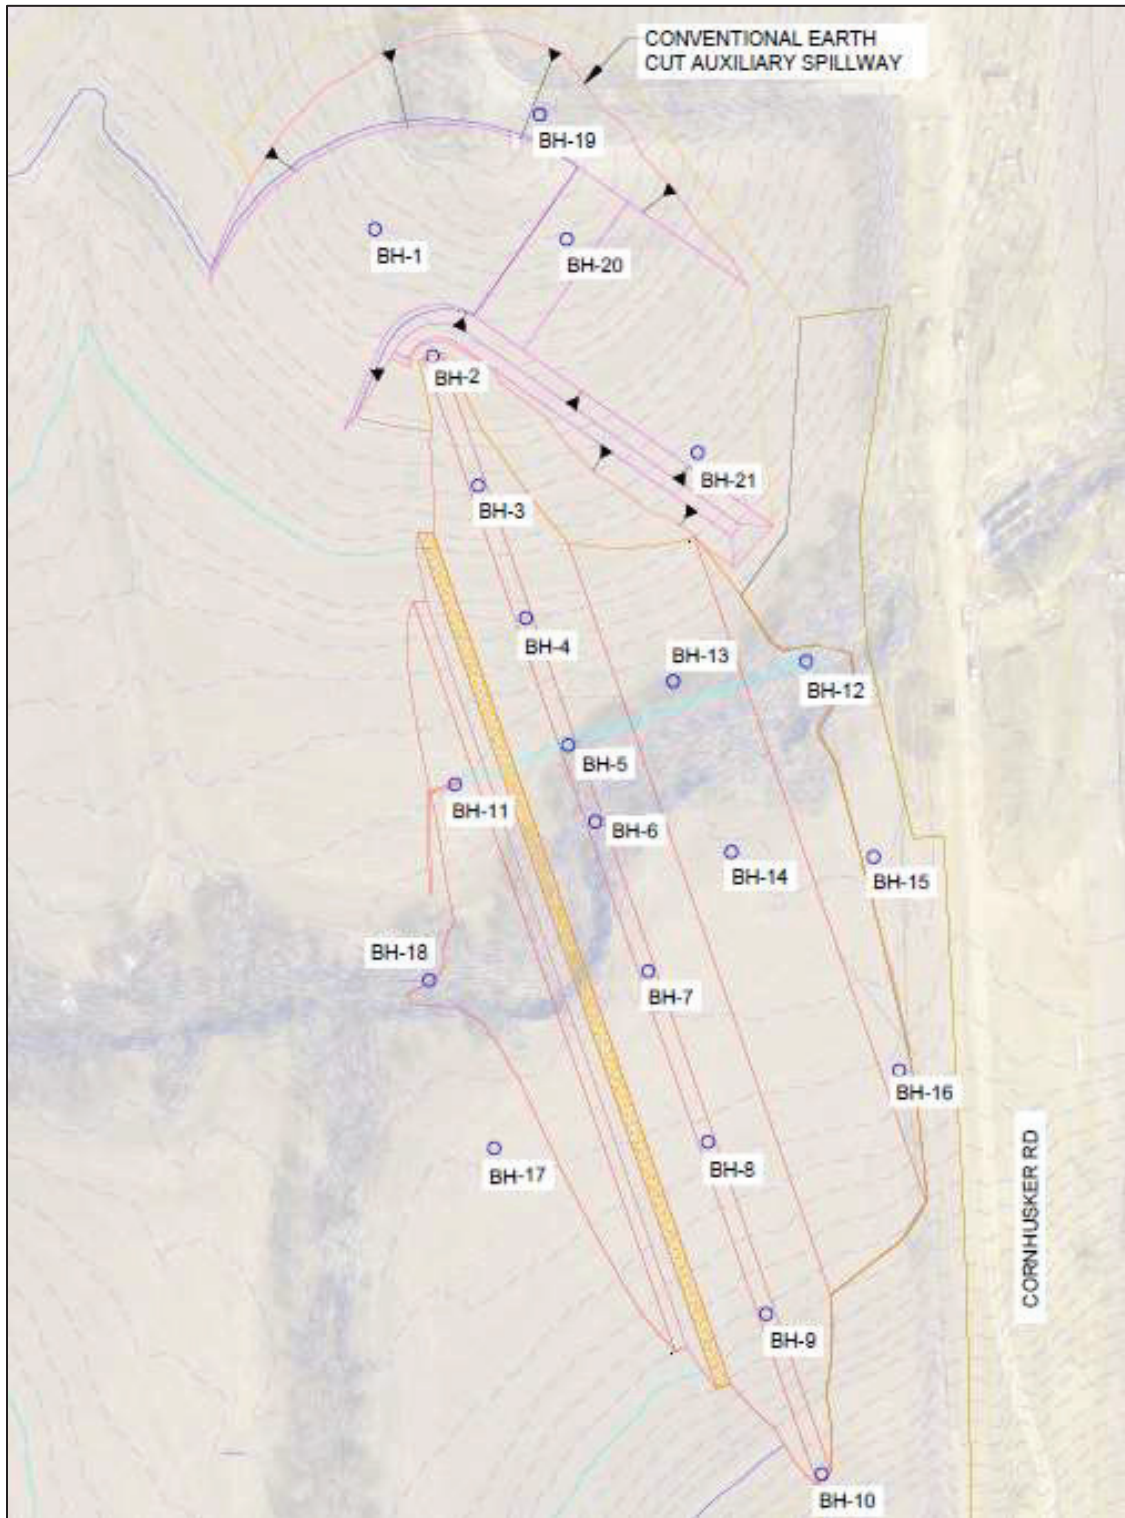 CONVENTIONAL EARTH
CUT AUXILIARY SPILLWAY
BH-19
BH-1
BH-20
BH-2
BH-21
BH-3
BH-4
BH-13
BH-12
BH-5
BH-11
BH-6
BH-14
BH-15
BH-18
BH-7
BH-16
BH-8
BH-17
CORNHUSKER RD
BH-9
BH-10